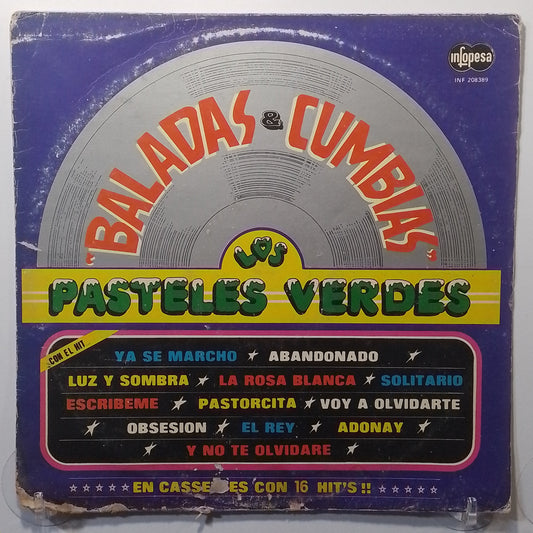 infopesa
INF 208389
"BALADAS & CUMBIAS"
LOS
PASTELES VERDES
CON EL HIT
YA SE MARCHO ★ ABANDONADO ★
LUZ Y SOMBRA ★ LA ROSA BLANCA ★ SOLITARIO
ESCRIBEME ★ PASTORCITA ★ VOY A OLVIDARTE
★ OBSESION ★ EL REY ★ ADONAY ★
★ Y NO TE OLVIDARE ★
★★★★★ EN CASSETTES CON 16 HIT'S !! ★★★★★